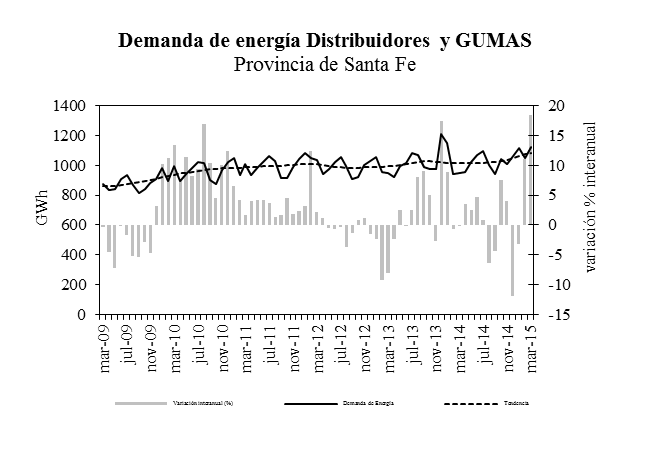 Demanda de energía Distribuidores y GUMAS
Provincia de Santa Fe
1400
1200
1000
800
600
400
200
0
GWh
20
15
10
5
0
-5
-10
-15
variación % interanual
mar-09
jul-09
nov-09
mar-10
jul-10
nov-10
mar-11
jul-11
nov-11
mar-12
jul-12
nov-12
mar-13
jul-13
nov-13
mar-14
jul-14
nov-14
mar-15
Variación interanual (%)
Demanda de Energía
Tendencia